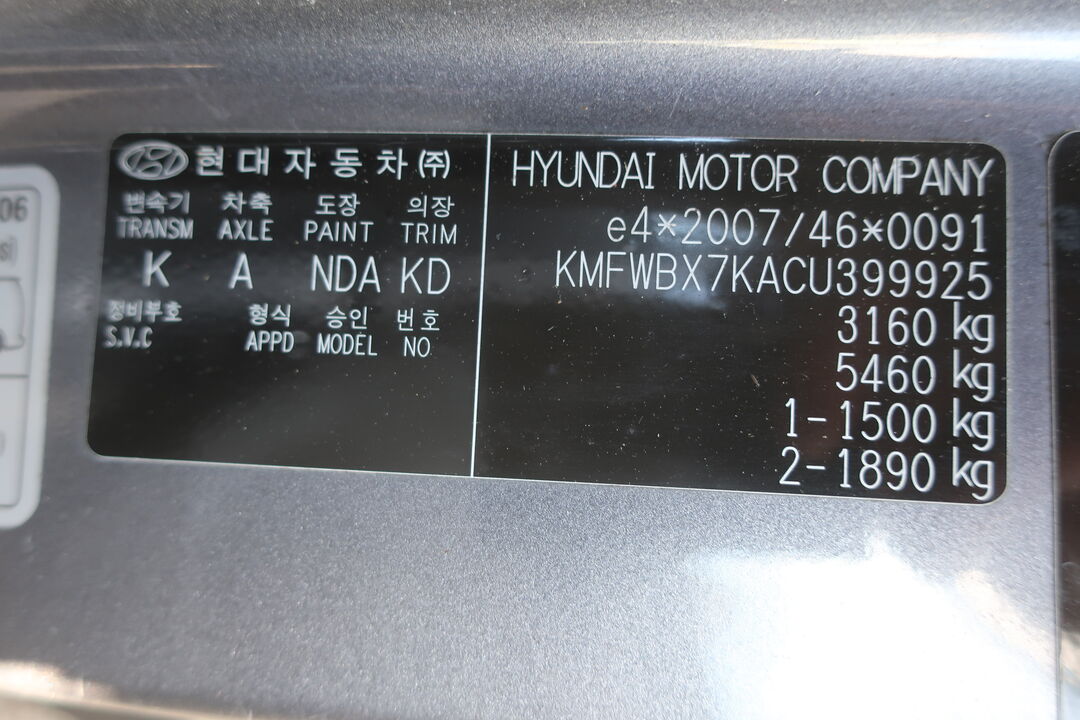 현대자동차(주)
변속기 차축 도장 의장
TRANSM AXLE PAINT TRIM
K A NDA KD
정비부호 형식 승인 번호
S.V.C APPD MODEL NO
HYUNDAI MOTOR COMPANY
e4*2007/46*0091
KMFWBX7KACU399925
3160 kg
5460 kg
1-1500 kg
2-1890 kg
06